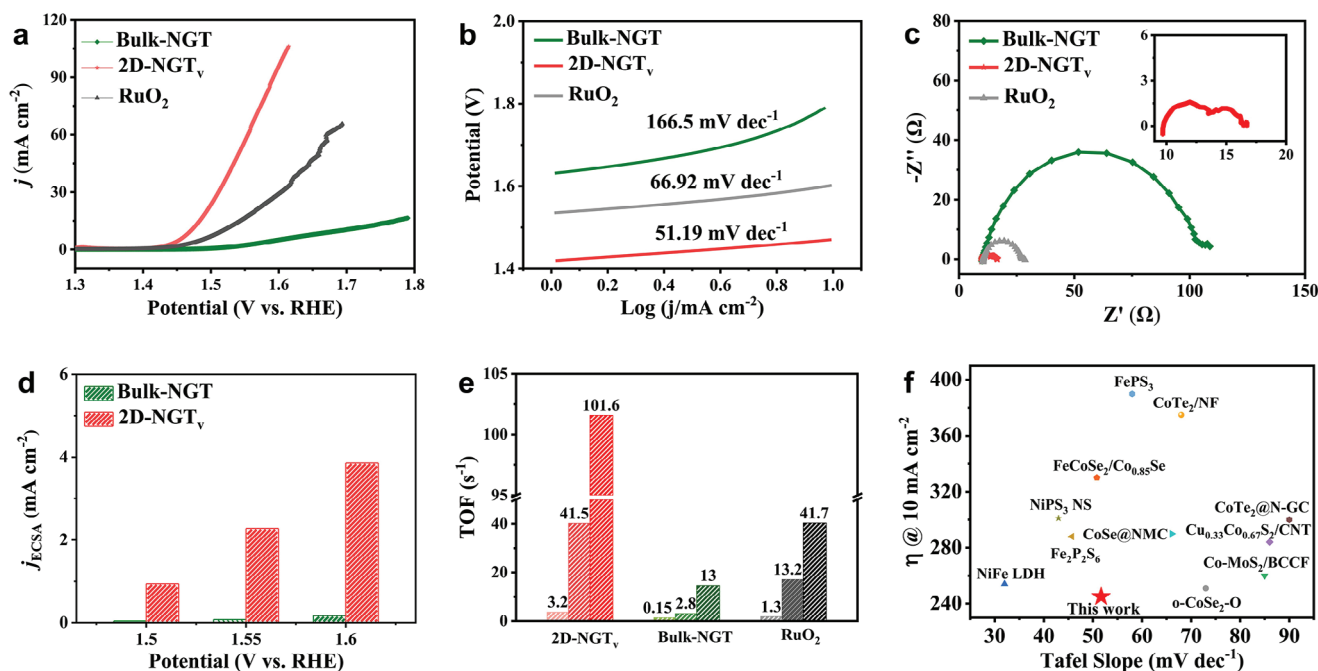 a
Bulk-NGT
2D-NGTᵥ
RuO₂
j (mA cm⁻²)
120
90
60
30
0
1.3 1.4 1.5 1.6 1.7 1.8
Potential (V vs. RHE)
b
Bulk-NGT
2D-NGTᵥ
RuO₂
Potential (V)
2.0
1.8
1.6
1.4
166.5 mV dec⁻¹
66.92 mV dec⁻¹
51.19 mV dec⁻¹
0.0 0.2 0.4 0.6 0.8 1.0
Log (j/mA cm⁻²)
c
Bulk-NGT
2D-NGTᵥ
RuO₂
-Z'' (Ω)
80
60
40
20
0
6
3
0
10 15 20
0 50 100 150
Z' (Ω)
d
Bulk-NGT
2D-NGTᵥ
j_ECSA (mA cm⁻²)
6
4
2
0
1.5 1.55 1.6
Potential (V vs. RHE)
e
TOF (s⁻¹)
105
100
95
40
20
0
3.2 41.5 101.6
0.15 2.8 13
1.3 13.2 41.7
2D-NGTᵥ Bulk-NGT RuO₂
f
η @ 10 mA cm⁻²
400
360
320
280
240
FePS₃
CoTe₂/NF
FeCoSe₂/Co₀.₈₅Se
NiPS₃ NS
CoSe@NMC
CoTe₂@N-GC
Cu₀.₃₃Co₀.₆₇S₂/CNT
Fe₂P₂S₆
NiFe LDH
Co-MoS₂/BCCF
This work
o-CoSe₂-O
30 40 50 60 70 80 90
Tafel Slope (mV dec⁻¹)